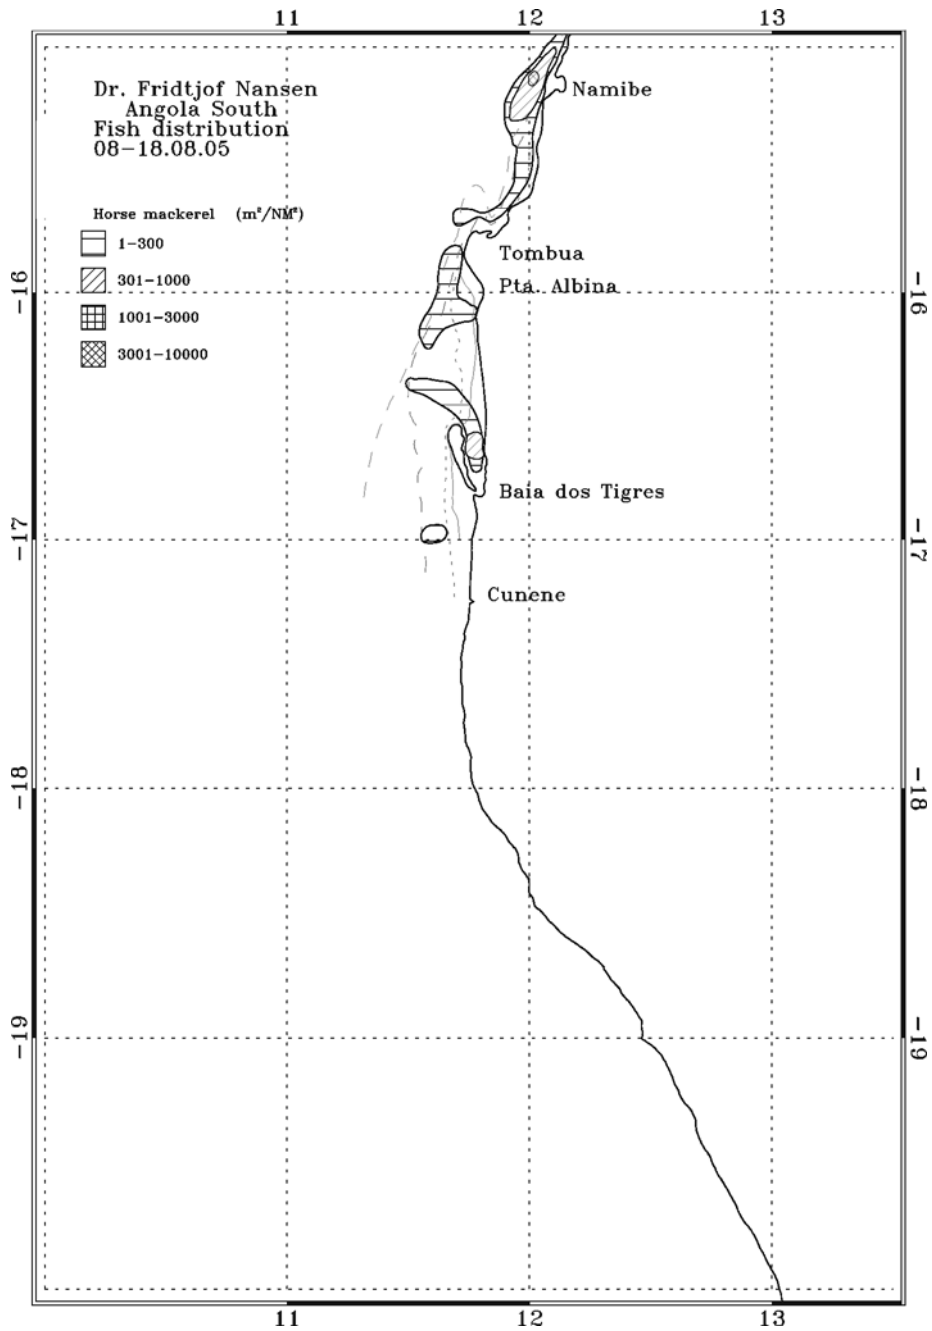 11 12 13
Dr. Fridtjof Nansen
Angola South
Fish distribution
08-18.08.05
Namibe
Horse mackerel (m²/NM²)
1-300
301-1000
1001-3000
3001-10000
Tombua
Pta. Albina
-16 -16
Baia dos Tigres
-17 -17
Cunene
-18 -18
-19 -19
11 12 13